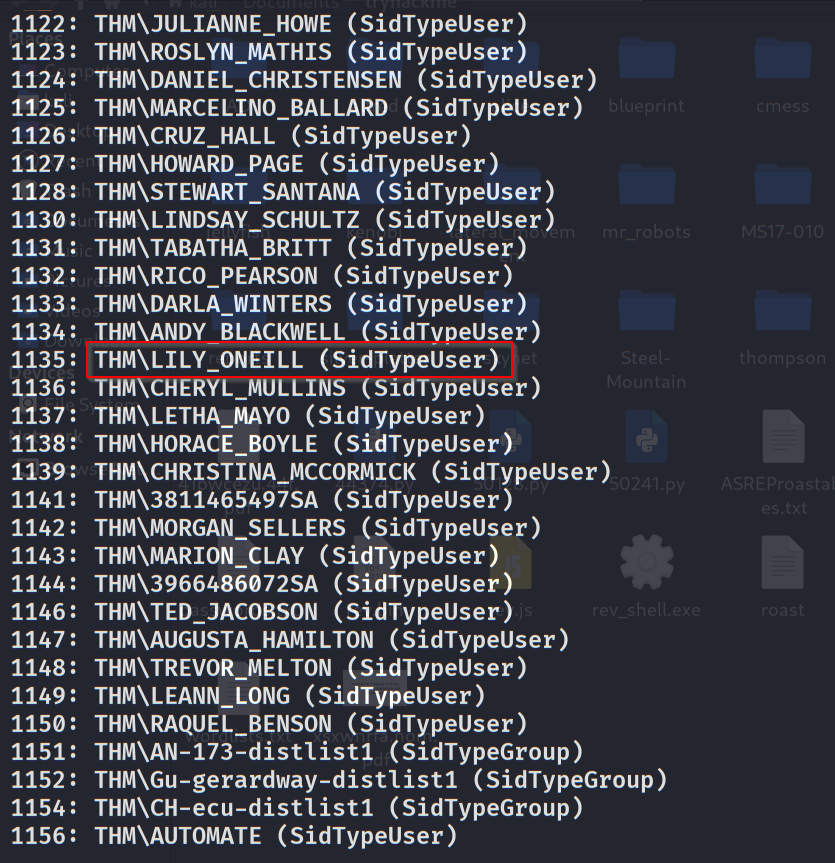 1122: THM\JULIANNE_HOWE (SidTypeUser)
1123: THM\ROSLYN_MATHIS (SidTypeUser)
1124: THM\DANIEL_CHRISTENSEN (SidTypeUser)
1125: THM\MARCELINO_BALLARD (SidTypeUser)
1126: THM\CRUZ_HALL (SidTypeUser)
1127: THM\HOWARD_PAGE (SidTypeUser)
1128: THM\STEWART_SANTANA (SidTypeUser)
1130: THM\LINDSAY_SCHULTZ (SidTypeUser)
1131: THM\TABATHA_BRITT (SidTypeUser)
1132: THM\RICO_PEARSON (SidTypeUser)
1133: THM\DARLA_WINTERS (SidTypeUser)
1134: THM\ANDY_BLACKWELL (SidTypeUser)
1135: THM\LILY_ONEILL (SidTypeUser)
1136: THM\CHERYL_MULLINS (SidTypeUser)
1137: THM\LETHA_MAYO (SidTypeUser)
1138: THM\HORACE_BOYLE (SidTypeUser)
1139: THM\CHRISTINA_MCCORMICK (SidTypeUser)
1141: THM\3811465497SA (SidTypeUser)
1142: THM\MORGAN_SELLERS (SidTypeUser)
1143: THM\MARION_CLAY (SidTypeUser)
1144: THM\3966486072SA (SidTypeUser)
1146: THM\TED_JACOBSON (SidTypeUser)
1147: THM\AUGUSTA_HAMILTON (SidTypeUser)
1148: THM\TREVOR_MELTON (SidTypeUser)
1149: THM\LEANN_LONG (SidTypeUser)
1150: THM\RAQUEL_BENSON (SidTypeUser)
1151: THM\AN-173-distlist1 (SidTypeGroup)
1152: THM\Gu-gerardway-distlist1 (SidTypeGroup)
1154: THM\CH-ecu-distlist1 (SidTypeGroup)
1156: THM\AUTOMATE (SidTypeUser)
kali Documents tryhackme
blueprint
cmess
mr_robots
MS17-010
Steel-
Mountain
thompson
50241.py
ASREProasta
es.txt
rev_shell.exe
roast